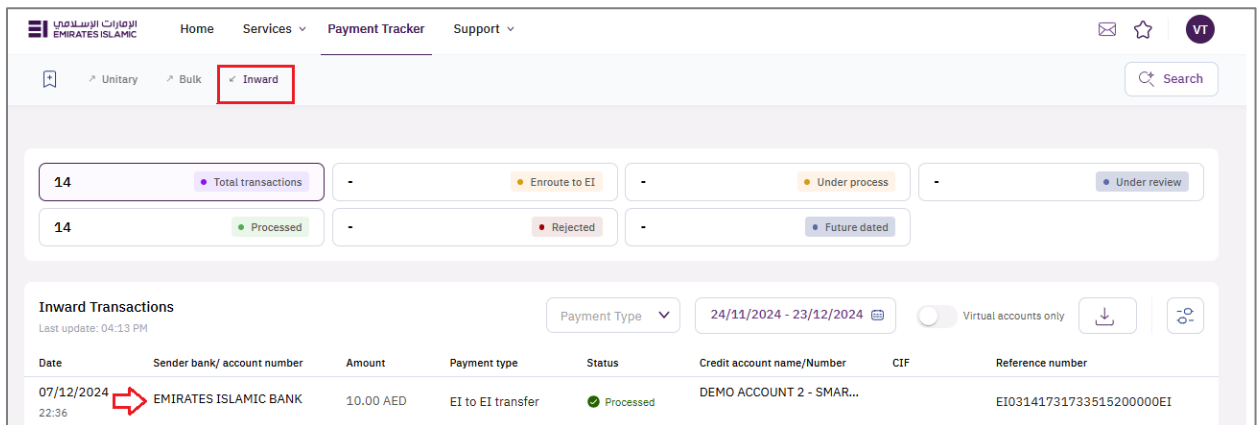 الإمارات الإسلامي
EMIRATES ISLAMIC
Home Services Payment Tracker Support
VT
Unitary Bulk Inward
Search
14 Total transactions - Enroute to EI - Under process - Under review
14 Processed - Rejected - Future dated
Inward Transactions
Last update: 04:13 PM
Payment Type 24/11/2024 - 23/12/2024 Virtual accounts only
Date Sender bank/ account number Amount Payment type Status Credit account name/Number CIF Reference number
07/12/2024 EMIRATES ISLAMIC BANK 10.00 AED EI to EI transfer Processed DEMO ACCOUNT 2 - SMAR... EI03141731733515200000EI
22:36